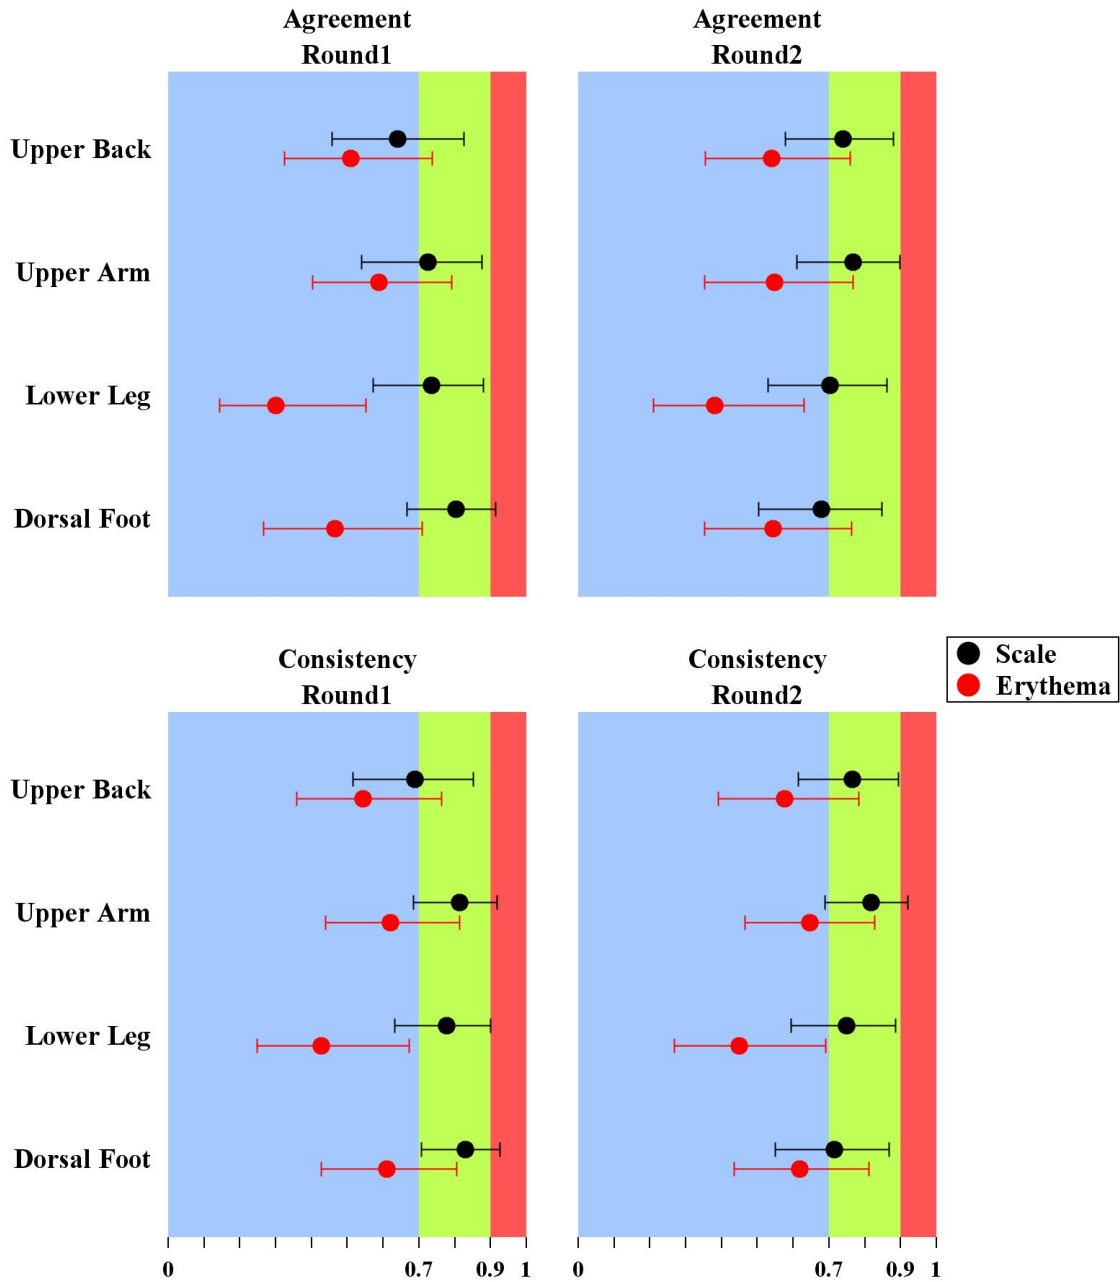 Agreement
Round1
Agreement
Round2
Upper Back
Upper Arm
Lower Leg
Dorsal Foot
Consistency
Round1
Consistency
Round2
Scale
Erythema
Upper Back
Upper Arm
Lower Leg
Dorsal Foot
0 0.7 0.9 1
0 0.7 0.9 1